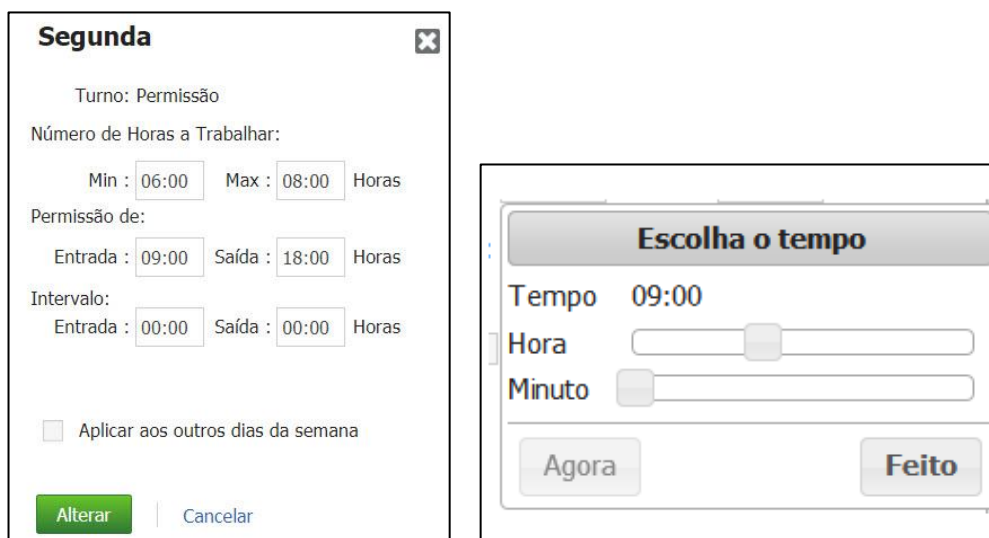 Segunda
Turno: Permissão
Número de Horas a Trabalhar:
Min : 06:00 Max : 08:00 Horas
Permissão de:
Entrada : 09:00 Saída : 18:00 Horas
Intervalo:
Entrada : 00:00 Saída : 00:00 Horas
Aplicar aos outros dias da semana
Alterar Cancelar
Escolha o tempo
Tempo 09:00
Hora
Minuto
Agora Feito